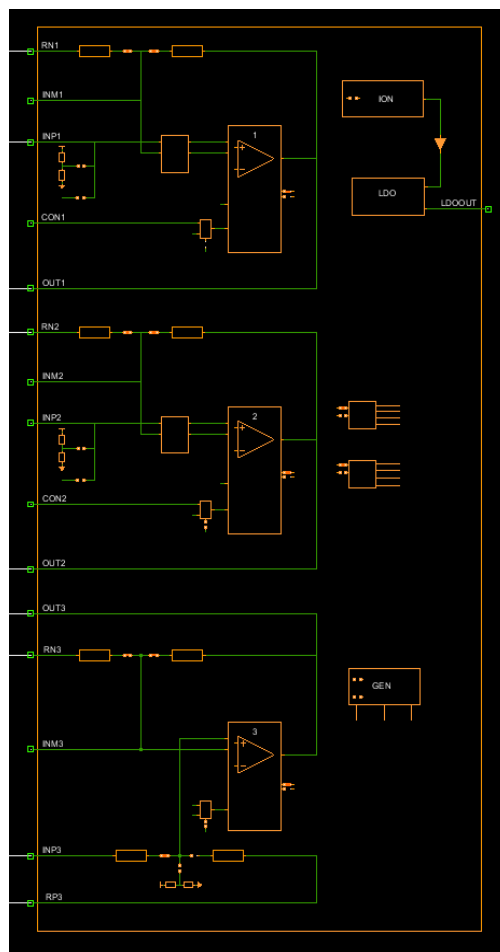 RN1
INM1
INP1
CON1
OUT1
1
ION
LDO
LDOOUT
RN2
INM2
INP2
CON2
OUT2
2
OUT3
RN3
INM3
3
GEN
INP3
RP3